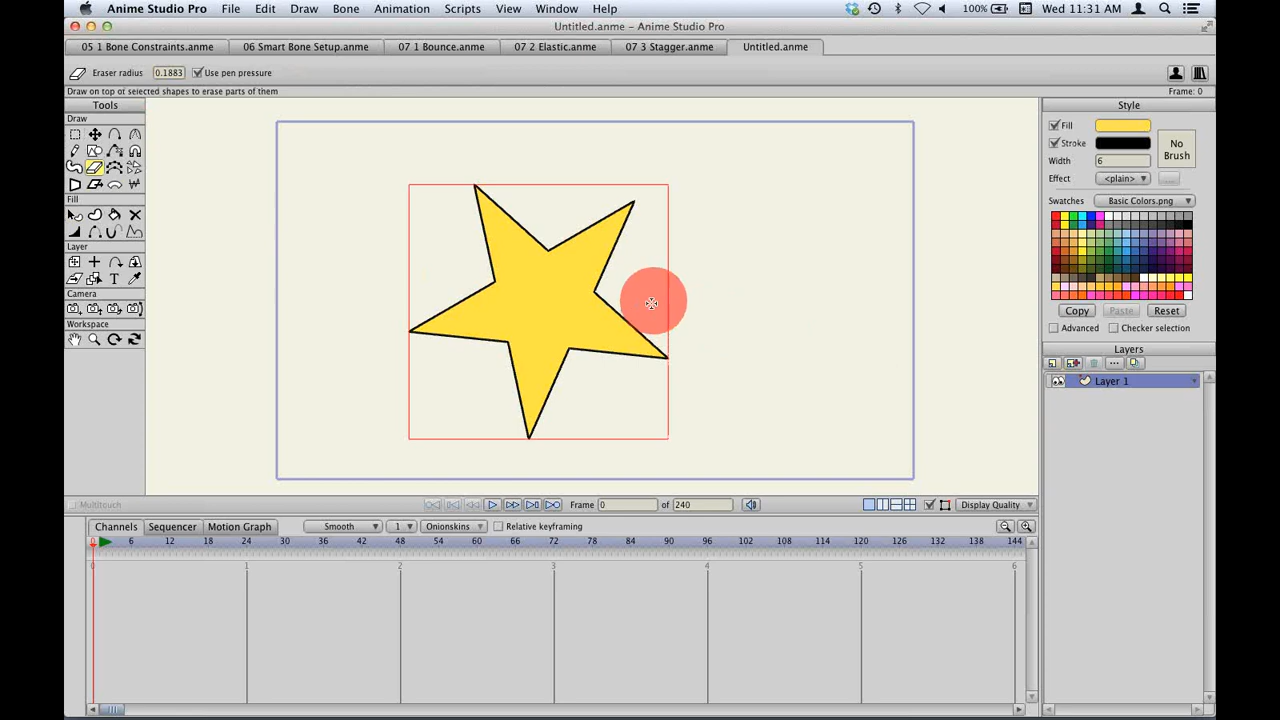 Anime Studio Pro File Edit Draw Bone Animation Scripts View Window Help 100% Wed 11:31 AM
Untitled.anme – Anime Studio Pro
05 1 Bone Constraints.anme 06 Smart Bone Setup.anme 07 1 Bounce.anme 07 2 Elastic.anme 07 3 Stagger.anme Untitled.anme
Eraser radius 0.1883 Use pen pressure
Draw on top of selected shapes to erase parts of them Frame: 0
Tools
Draw
Fill
Layer
Camera
Workspace
Style
Fill
Stroke
Width 6
No Brush
Effect <plain>
Swatches Basic Colors.png
Copy Paste Reset
Advanced Checker selection
Layers
Layer 1
Multitouch Frame 0 of 240 Display Quality
Channels Sequencer Motion Graph Smooth 1 Onionskins Relative keyframing
0 6 12 18 24 30 36 42 48 54 60 66 72 78 84 90 96 102 108 114 120 126 132 138 144
0 1 2 3 4 5 6